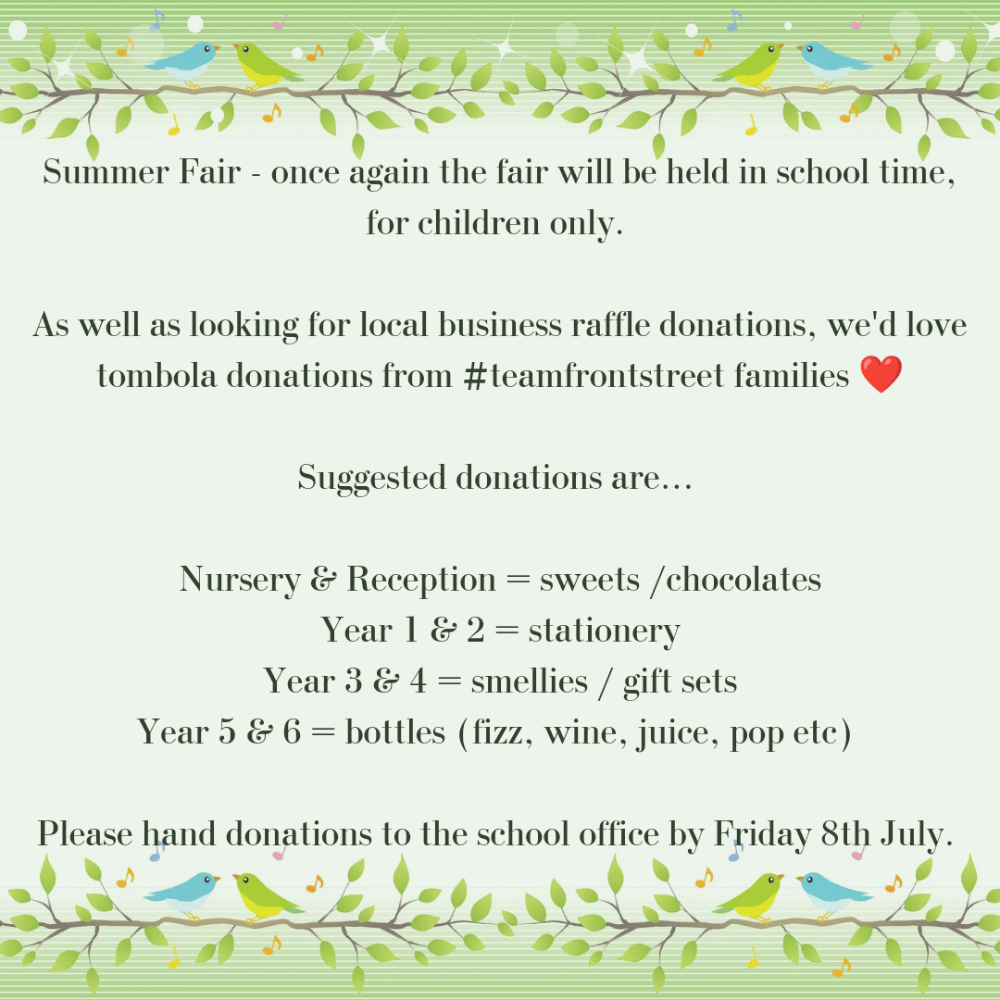 Summer Fair - once again the fair will be held in school time,
for children only.
As well as looking for local business raffle donations, we'd love
tombola donations from #teamfrontstreet families ❤️
Suggested donations are...
Nursery & Reception = sweets /chocolates
Year 1 & 2 = stationery
Year 3 & 4 = smellies / gift sets
Year 5 & 6 = bottles (fizz, wine, juice, pop etc)
Please hand donations to the school office by Friday 8th July.